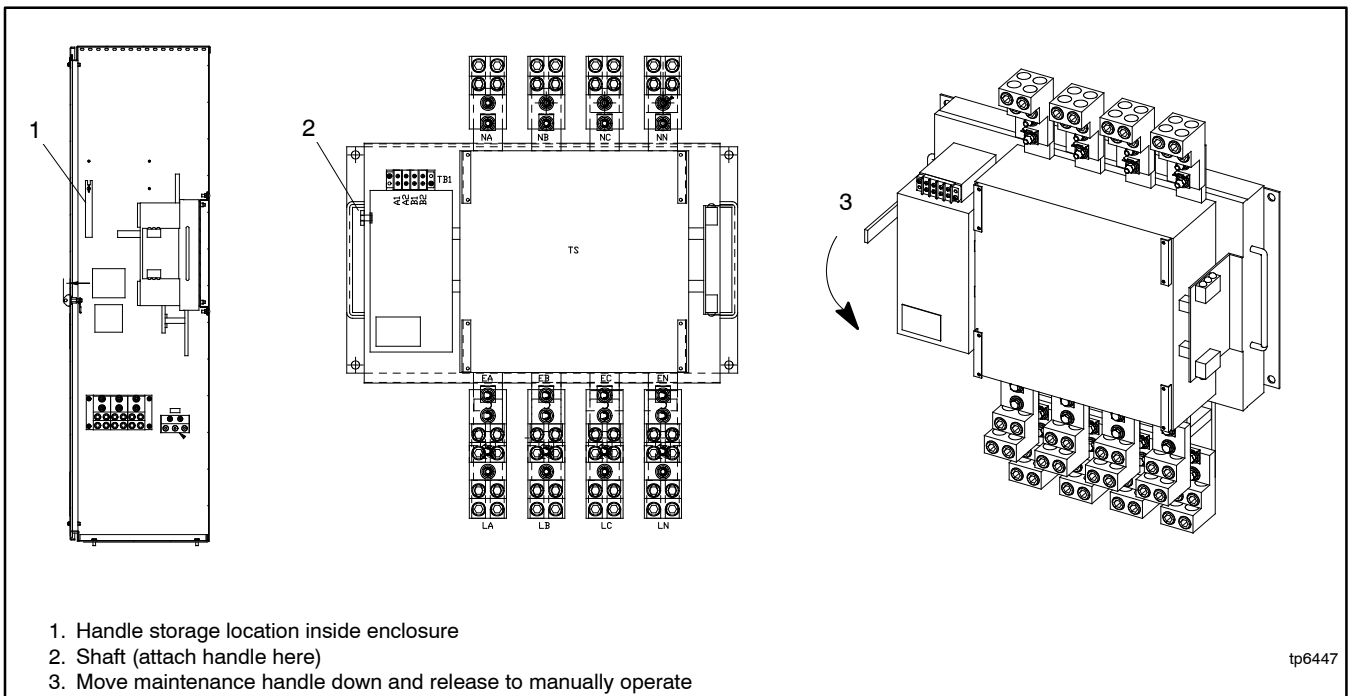 1
2
NA NB NC NN
TB1
A1
A2
B1
B2
TS
3
EA EB EC EN
LA LB LC LN
1. Handle storage location inside enclosure
2. Shaft (attach handle here)
3. Move maintenance handle down and release to manually operate
tp6447